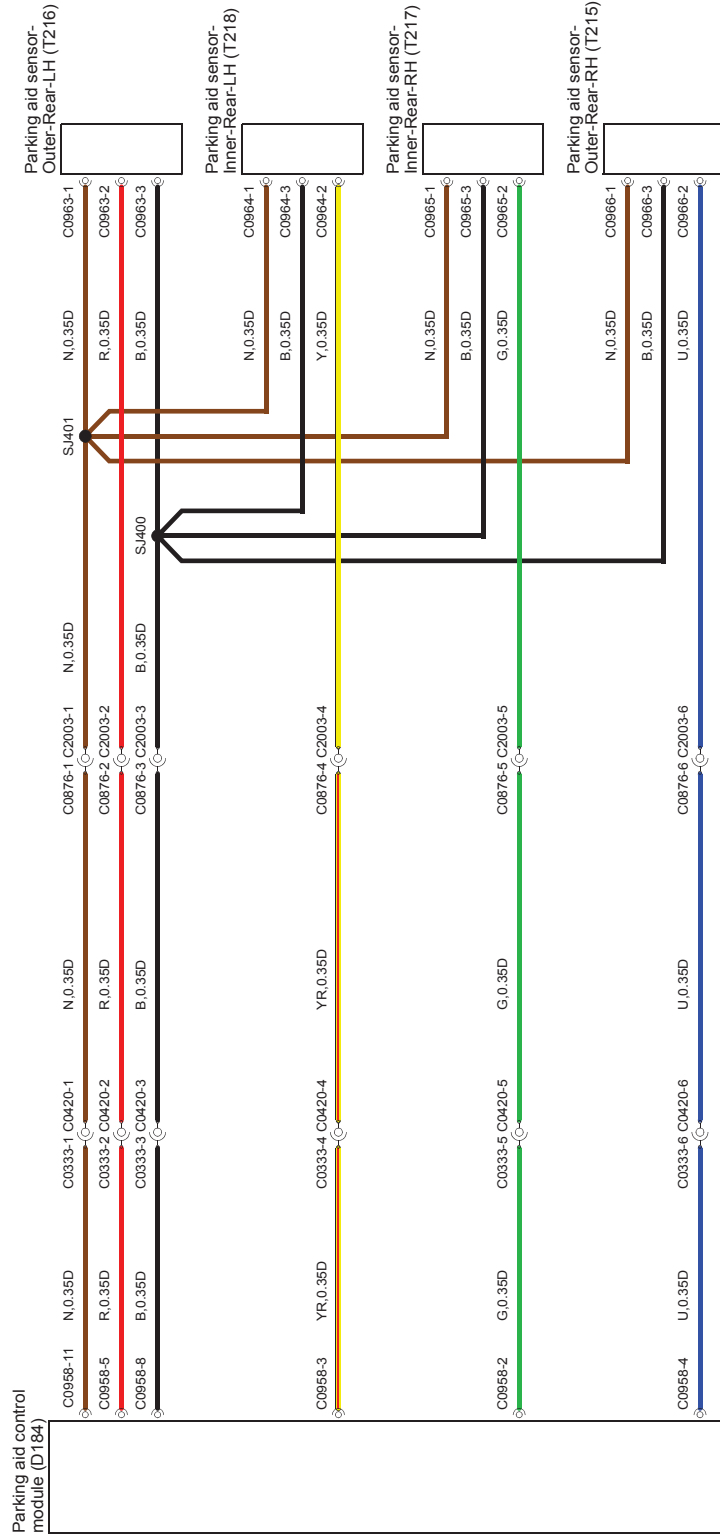 Parking aid sensor-
Outer-Rear-LH (T216)
Parking aid sensor-
Inner-Rear-LH (T218)
Parking aid sensor-
Inner-Rear-RH (T217)
Parking aid sensor-
Outer-Rear-RH (T215)
C0963-1
C0963-2
C0963-3
C0964-1
C0964-3
C0964-2
C0965-1
C0965-3
C0965-2
C0966-1
C0966-3
C0966-2
N,0.35D
R,0.35D
B,0.35D
N,0.35D
B,0.35D
Y,0.35D
N,0.35D
B,0.35D
G,0.35D
N,0.35D
B,0.35D
U,0.35D
SJ401
SJ400
N,0.35D
B,0.35D
C0876-1 C2003-1
C0876-2 C2003-2
C0876-3 C2003-3
C0876-4 C2003-4
C0876-5 C2003-5
C0876-6 C2003-6
N,0.35D
R,0.35D
B,0.35D
YR,0.35D
G,0.35D
U,0.35D
C0333-1 C0420-1
C0333-2 C0420-2
C0333-3 C0420-3
C0333-4 C0420-4
C0333-5 C0420-5
C0333-6 C0420-6
N,0.35D
R,0.35D
B,0.35D
YR,0.35D
G,0.35D
U,0.35D
C0958-11
C0958-5
C0958-8
C0958-3
C0958-2
C0958-4
Parking aid control
module (D184)